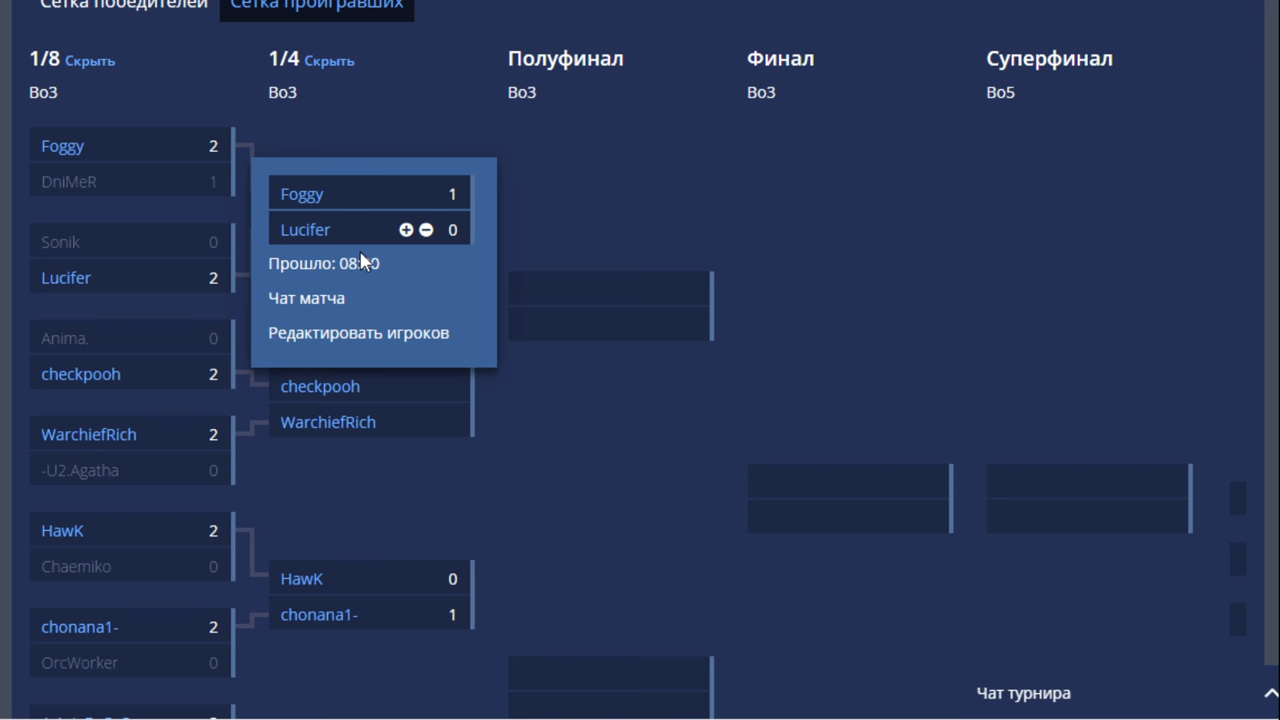 Сетка победителей Сетка проигравших
1/8 Скрыть
Bo3
1/4 Скрыть
Bo3
Полуфинал
Bo3
Финал
Bo3
Суперфинал
Bo5
Foggy 2
DniMeR 1
Sonik 0
Lucifer 2
Anima. 0
checkpooh 2
WarchiefRich 2
-U2.Agatha 0
HawK 2
Chaemiko 0
chonana1- 2
OrcWorker 0
Foggy 1
Lucifer 0
Прошло:
Чат матча
Редактировать игроков
checkpooh
WarchiefRich
HawK 0
chonana1- 1
Чат турнира